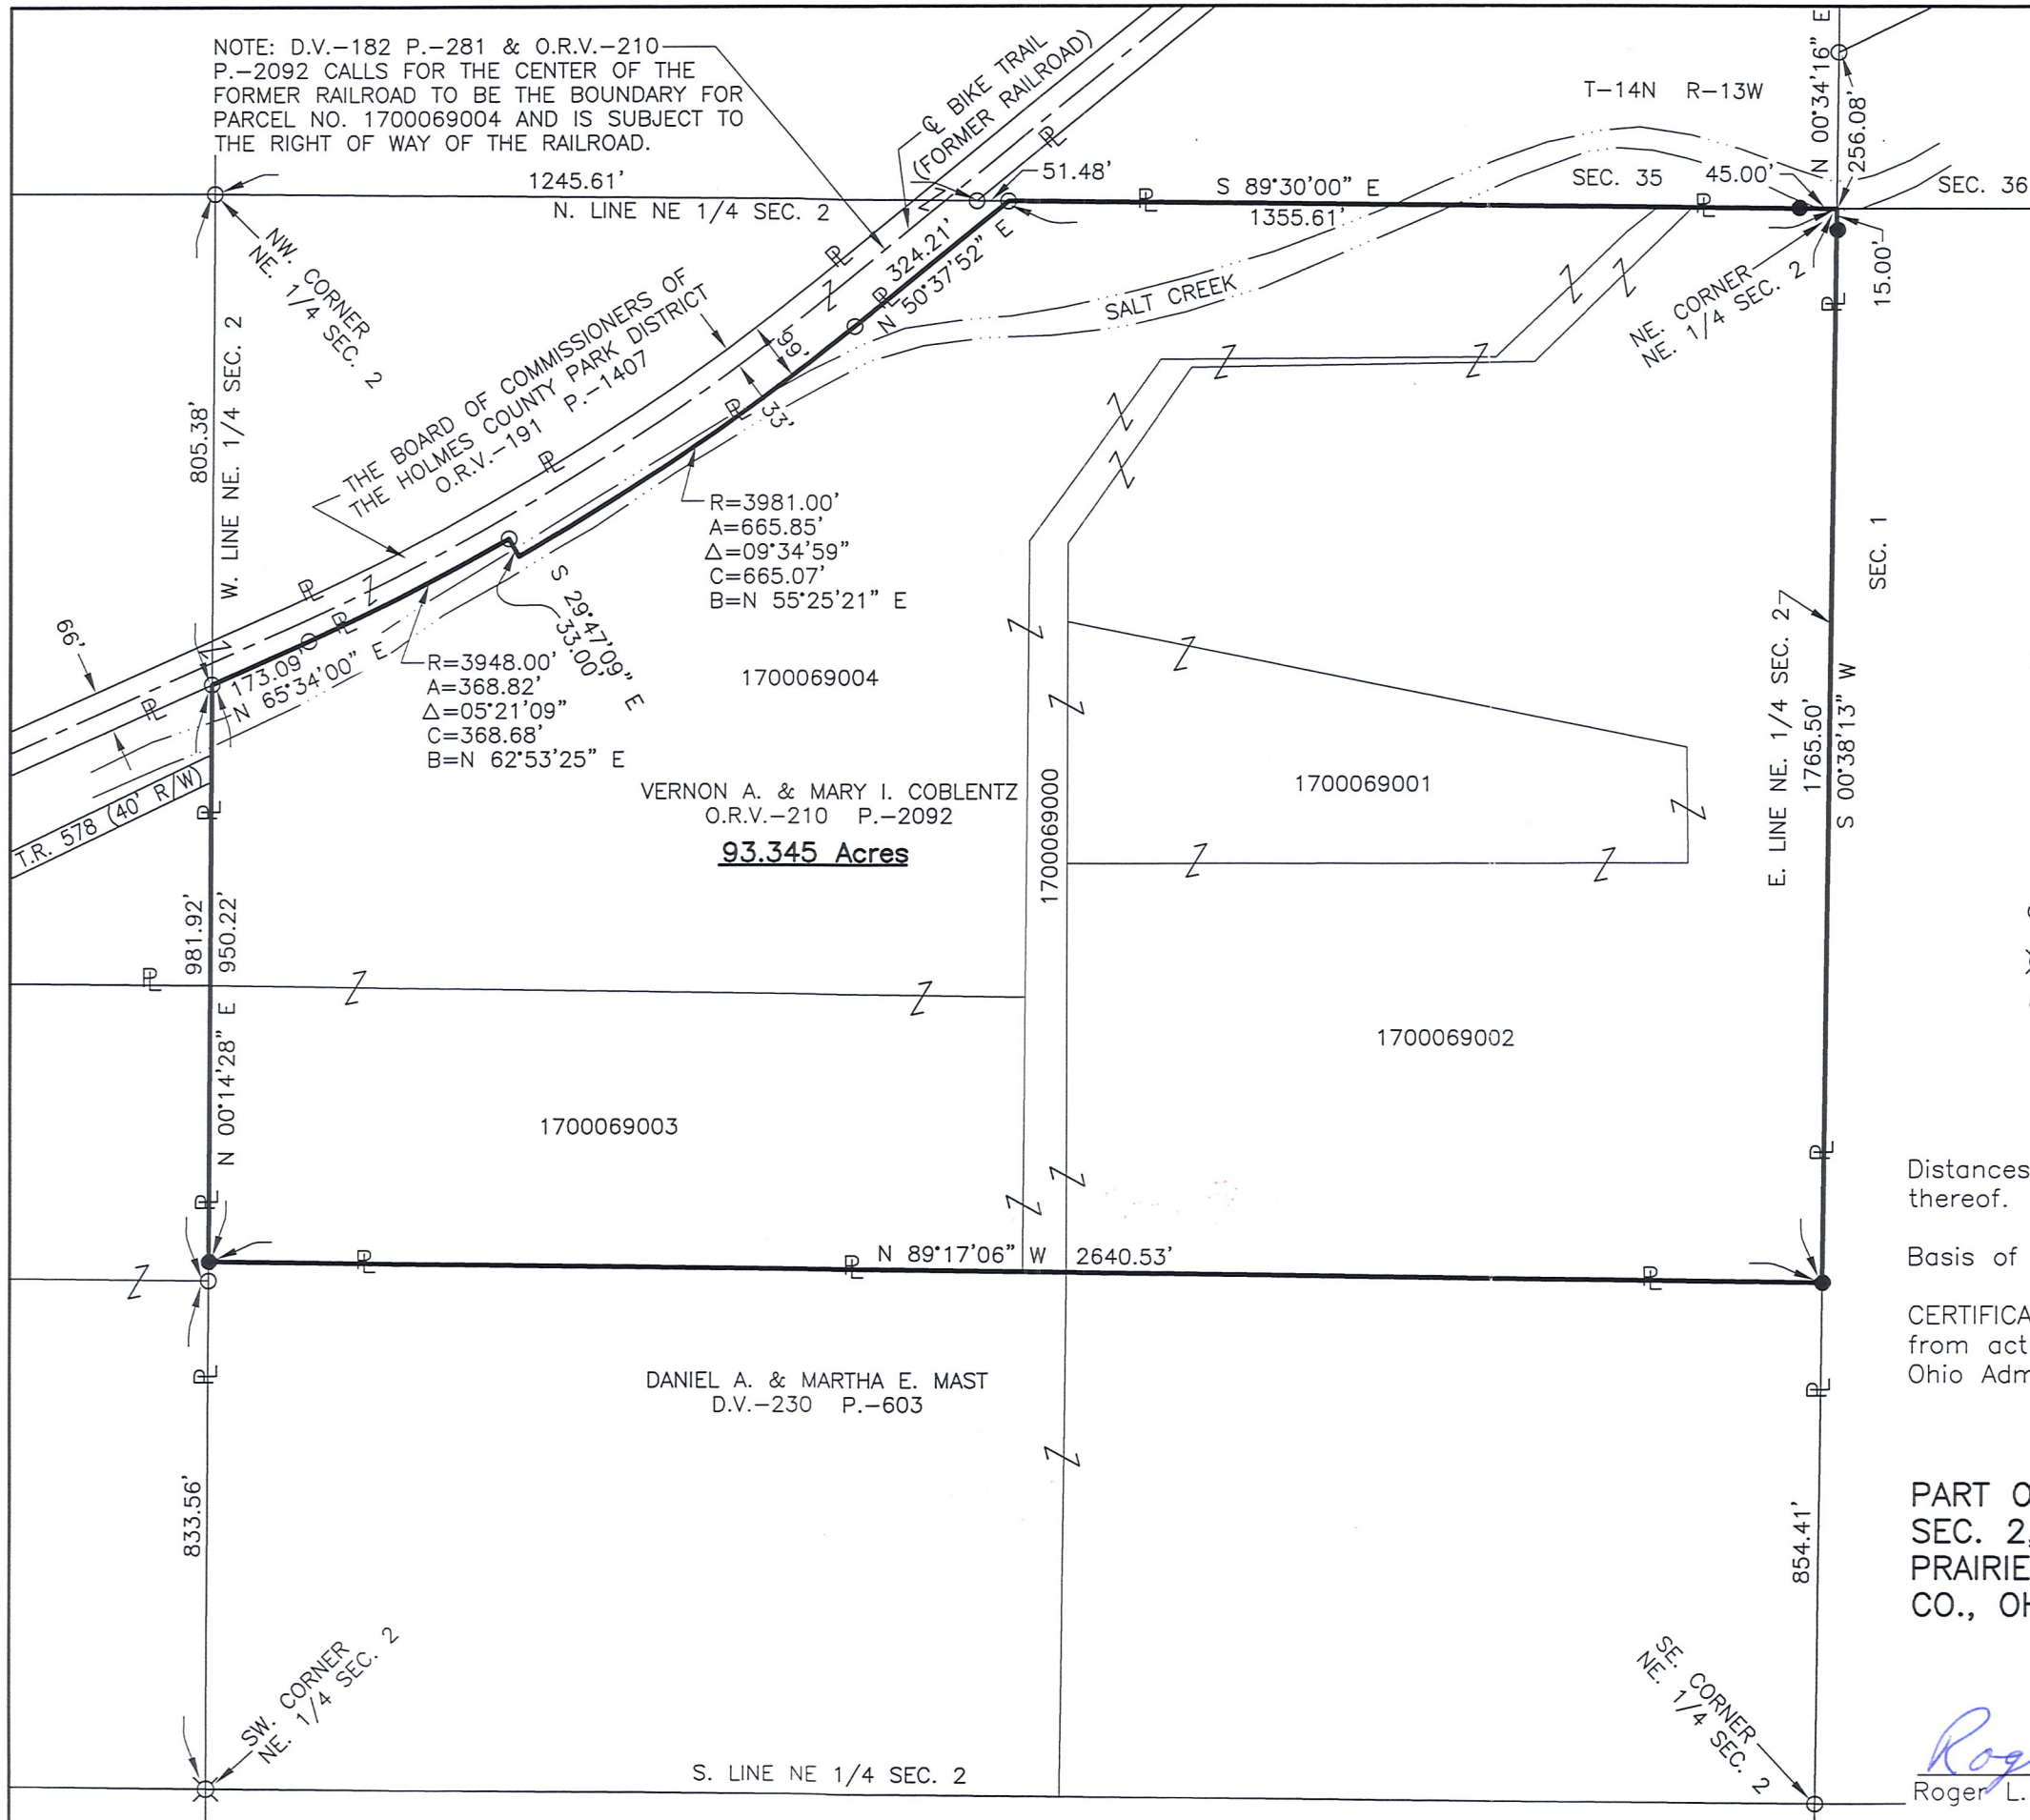 NOTE: D.V.-182 P.-281 & O.R.V.-210
P.-2092 CALLS FOR THE CENTER OF THE
FORMER RAILROAD TO BE THE BOUNDARY FOR
PARCEL NO. 1700069004 AND IS SUBJECT TO
THE RIGHT OF WAY OF THE RAILROAD.
℄ BIKE TRAIL
(FORMER RAILROAD)
T-14N R-13W
N 00°34'16" E
256.08'
1245.61'
N. LINE NE 1/4 SEC. 2
51.48'
S 89°30'00" E
1355.61'
SEC. 35
45.00'
SEC. 36
15.00'
NW. CORNER
NE. 1/4 SEC. 2
NE. CORNER
NE. 1/4 SEC. 2
324.21'
N 50°37'52" E
SALT CREEK
THE BOARD OF COMMISSIONERS OF
THE HOLMES COUNTY PARK DISTRICT
O.R.V.-191 P.-1407
99'
33'
805.38'
W. LINE NE. 1/4 SEC. 2
R=3981.00'
A=665.85'
△=09°34'59"
C=665.07'
B=N 55°25'21" E
S 29°47'09" E
33.00'
66'
173.09'
N 65°34'00" E
R=3948.00'
A=368.82'
△=05°21'09"
C=368.68'
B=N 62°53'25" E
1700069004
SEC. 1
E. LINE NE. 1/4 SEC. 2
1765.50'
S 00°38'13" W
T.R. 578 (40' R/W)
VERNON A. & MARY I. COBLENTZ
O.R.V.-210 P.-2092
93.345 Acres
1700069000
1700069001
981.92'
950.22'
N 00°14'28" E
1700069002
1700069003
N 89°17'06" W 2640.53'
Distances
thereof.
Basis of
CERTIFICA
from act
Ohio Adm
DANIEL A. & MARTHA E. MAST
D.V.-230 P.-603
833.56'
854.41'
PART O
SEC. 2,
PRAIRIE
CO., OH
SW. CORNER
NE. 1/4 SEC. 2
SE. CORNER
NE. 1/4 SEC. 2
S. LINE NE 1/4 SEC. 2
Rog
Roger L.